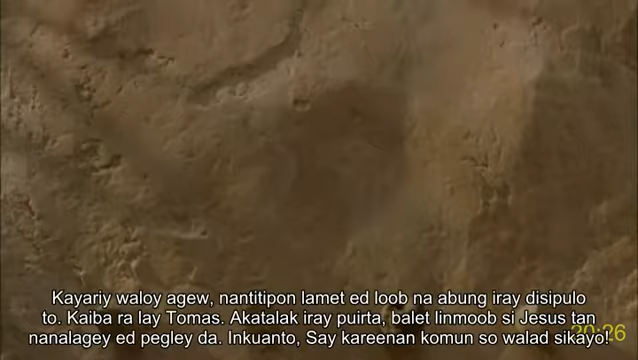 Kayariy waloy agew, nantitipon lamet ed loob na abung iray disipulo
to. Kaiba ra lay Tomas. Akatalak iray puirta, balet linmoob si Jesus tan
nanalagey ed pegley da. Inkuanto, Say kareenan komun so walad sikayo!
20:26